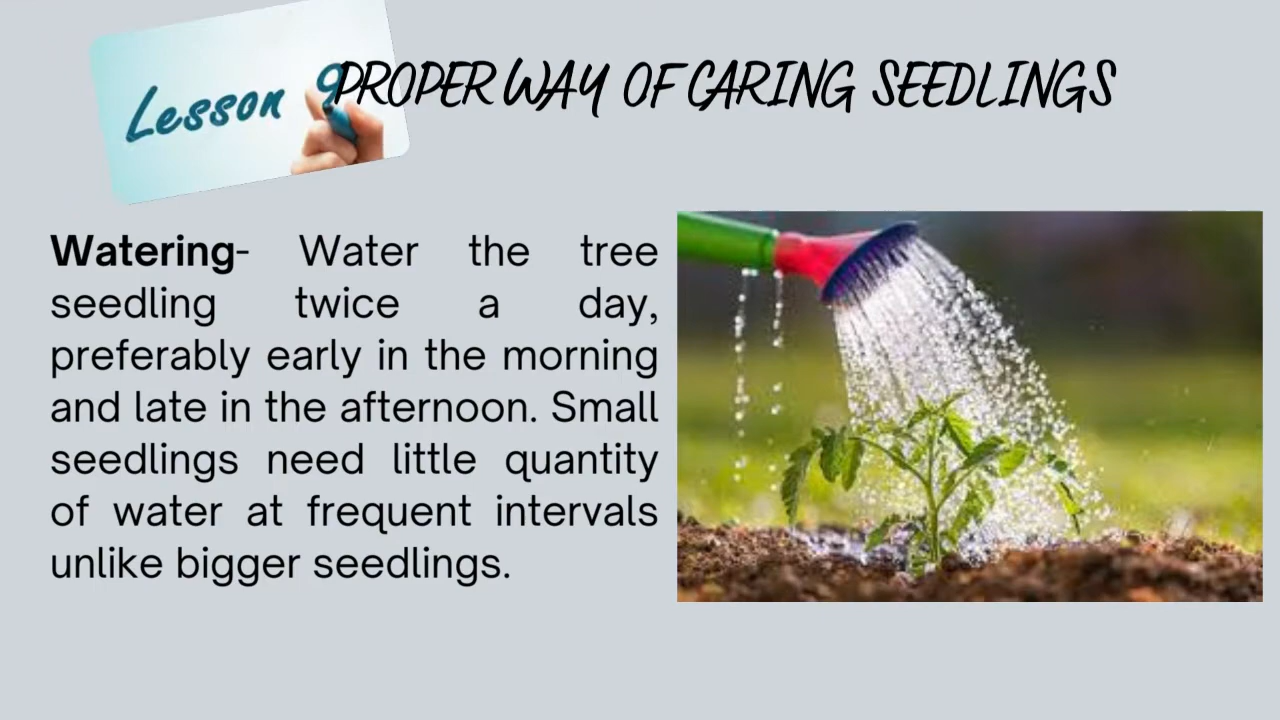 Lesson 9
PROPER WAY OF CARING SEEDLINGS
Watering- Water the tree
seedling twice a day,
preferably early in the morning
and late in the afternoon. Small
seedlings need little quantity
of water at frequent intervals
unlike bigger seedlings.